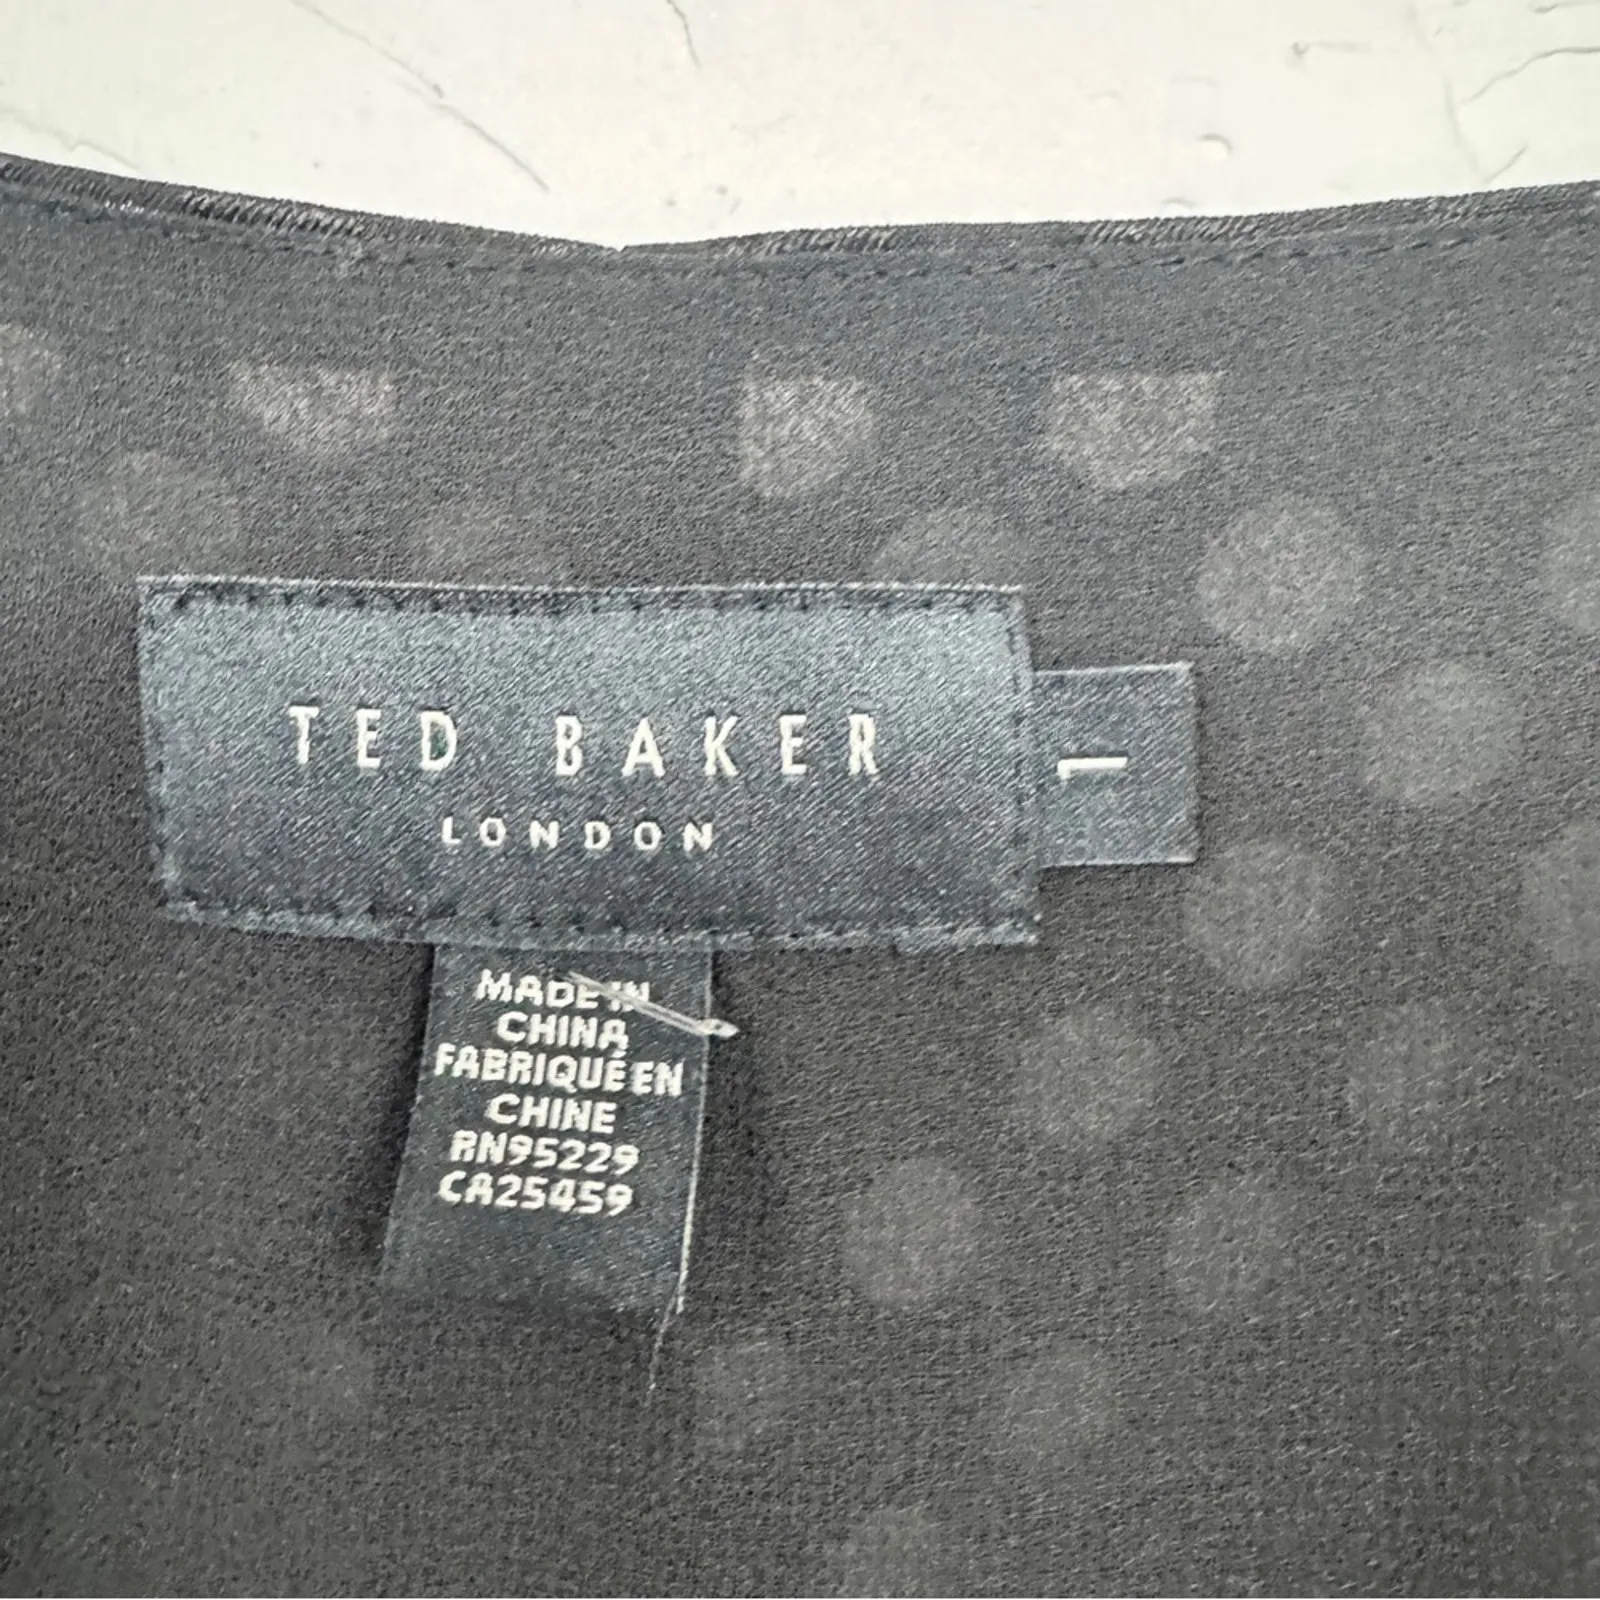 TED BAKER
LONDON
1
MADE IN
CHINA
FABRIQUÉ EN
CHINE
RN95229
CA25459